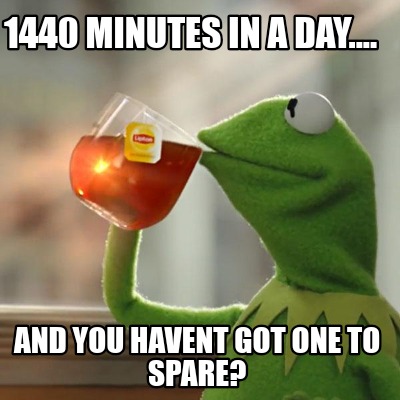 1440 MINUTES IN A DAY....
Lipton
AND YOU HAVENT GOT ONE TO
SPARE?